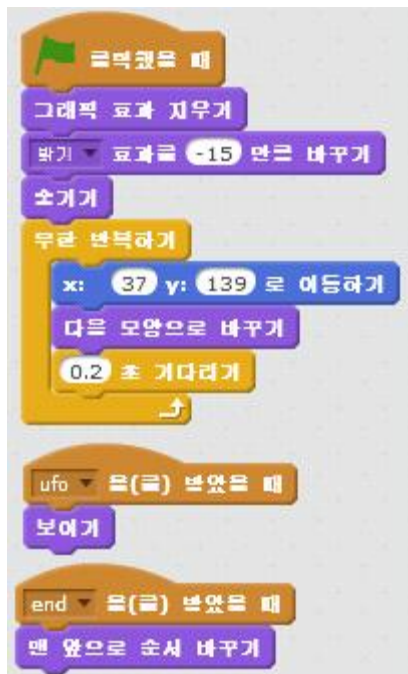 클릭했을 때
그래픽 효과 지우기
밝기 효과를 -15 만큼 바꾸기
숨기기
무한 반복하기
x: 37 y: 139 로 이동하기
다음 모양으로 바꾸기
0.2 초 기다리기
ufo 을(를) 받았을 때
보이기
end 을(를) 받았을 때
맨 앞으로 순서 바꾸기